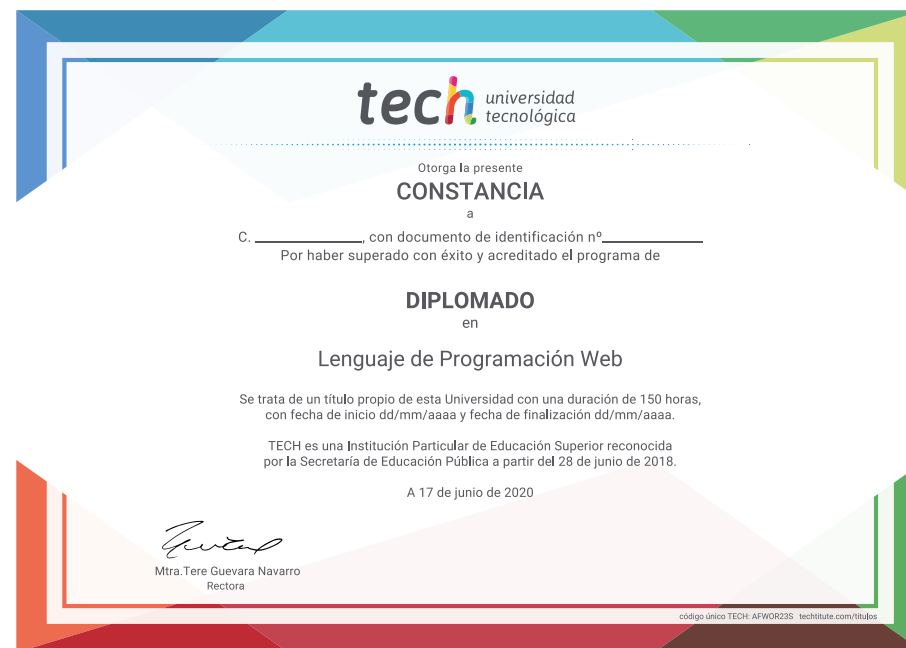 tech universidad
tecnológica
Otorga la presente
CONSTANCIA
a
C. ________________, con documento de identificación nº_______________
Por haber superado con éxito y acreditado el programa de
DIPLOMADO
en
Lenguaje de Programación Web
Se trata de un título propio de esta Universidad con una duración de 150 horas,
con fecha de inicio dd/mm/aaaa y fecha de finalización dd/mm/aaaa.
TECH es una Institución Particular de Educación Superior reconocida
por la Secretaría de Educación Pública a partir del 28 de junio de 2018.
A 17 de junio de 2020
Mtra.Tere Guevara Navarro
Rectora
código único TECH: AFWOR23S techtitute.com/titulos